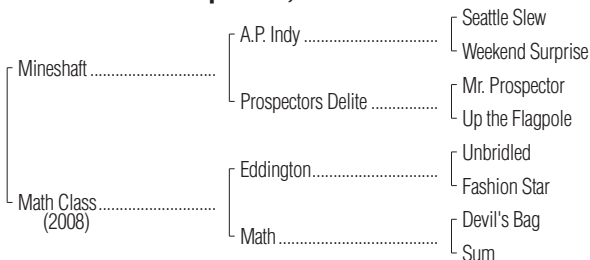 Seattle Slew
A.P. Indy
Weekend Surprise
Mineshaft
Mr. Prospector
Prospectors Delite
Up the Flagpole
Unbridled
Eddington
Fashion Star
Math Class
(2008)
Devil's Bag
Math
Sum